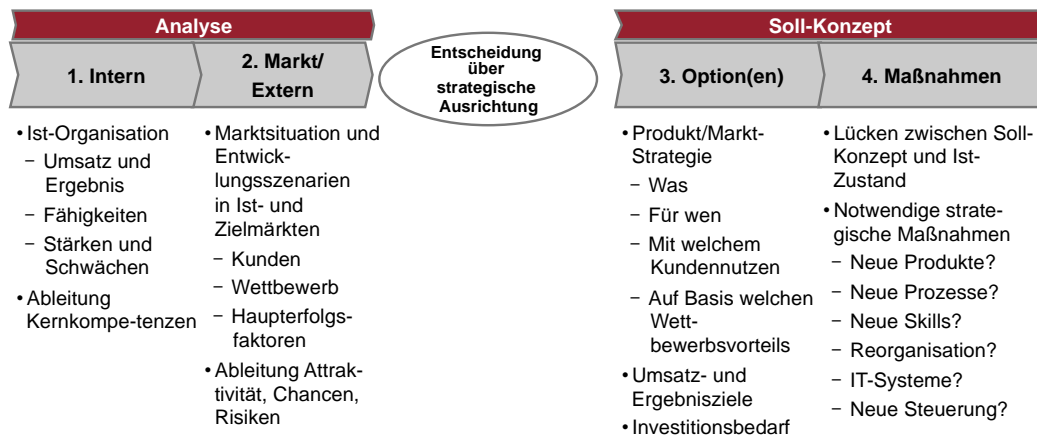 Analyse
1. Intern
2. Markt/
Extern
• Ist-Organisation
– Umsatz und
Ergebnis
– Fähigkeiten
– Stärken und
Schwächen
• Ableitung
Kernkompe-tenzen
• Marktsituation und
Entwick-
lungsszenarien
in Ist- und
Zielmärkten
– Kunden
– Wettbewerb
– Haupterfolgs-
faktoren
• Ableitung Attrak-
tivität, Chancen,
Risiken
Entscheidung
über
strategische
Ausrichtung
Soll-Konzept
3. Option(en)
4. Maßnahmen
• Produkt/Markt-
Strategie
– Was
– Für wen
– Mit welchem
Kundennutzen
– Auf Basis welchen
Wett-
bewerbsvorteils
• Umsatz- und
Ergebnisziele
• Investitionsbedarf
• Lücken zwischen Soll-
Konzept und Ist-
Zustand
• Notwendige strate-
gische Maßnahmen
– Neue Produkte?
– Neue Prozesse?
– Neue Skills?
– Reorganisation?
– IT-Systeme?
– Neue Steuerung?